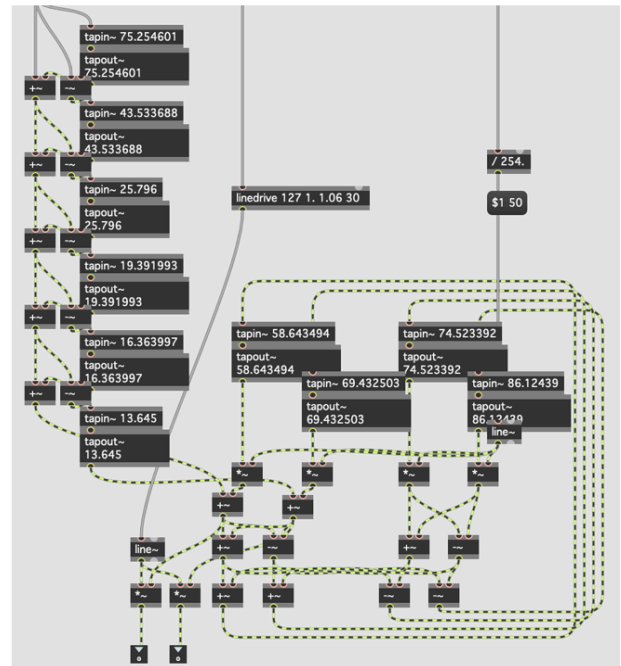 tapin~ 75.254601
tapout~
75.254601
+~
-~
tapin~ 43.533688
tapout~
43.533688
+~
-~
tapin~ 25.796
tapout~
25.796
+~
-~
tapin~ 19.391993
tapout~
19.391993
+~
-~
tapin~ 16.363997
tapout~
16.363997
+~
-~
tapin~ 13.645
tapout~
13.645
linedrive 127 1. 1.06 30
/ 254.
$1 50
tapin~ 58.643494
tapout~
58.643494
tapin~ 74.523392
tapout~
74.523392
tapin~ 69.432503
tapout~
69.432503
tapin~ 86.12439
tapout~
86.12439
line~
*~
*~
*~
*~
+~
+~
line~
+~
-~
+~
-~
*~
*~
+~
+~
-~
-~
o
o